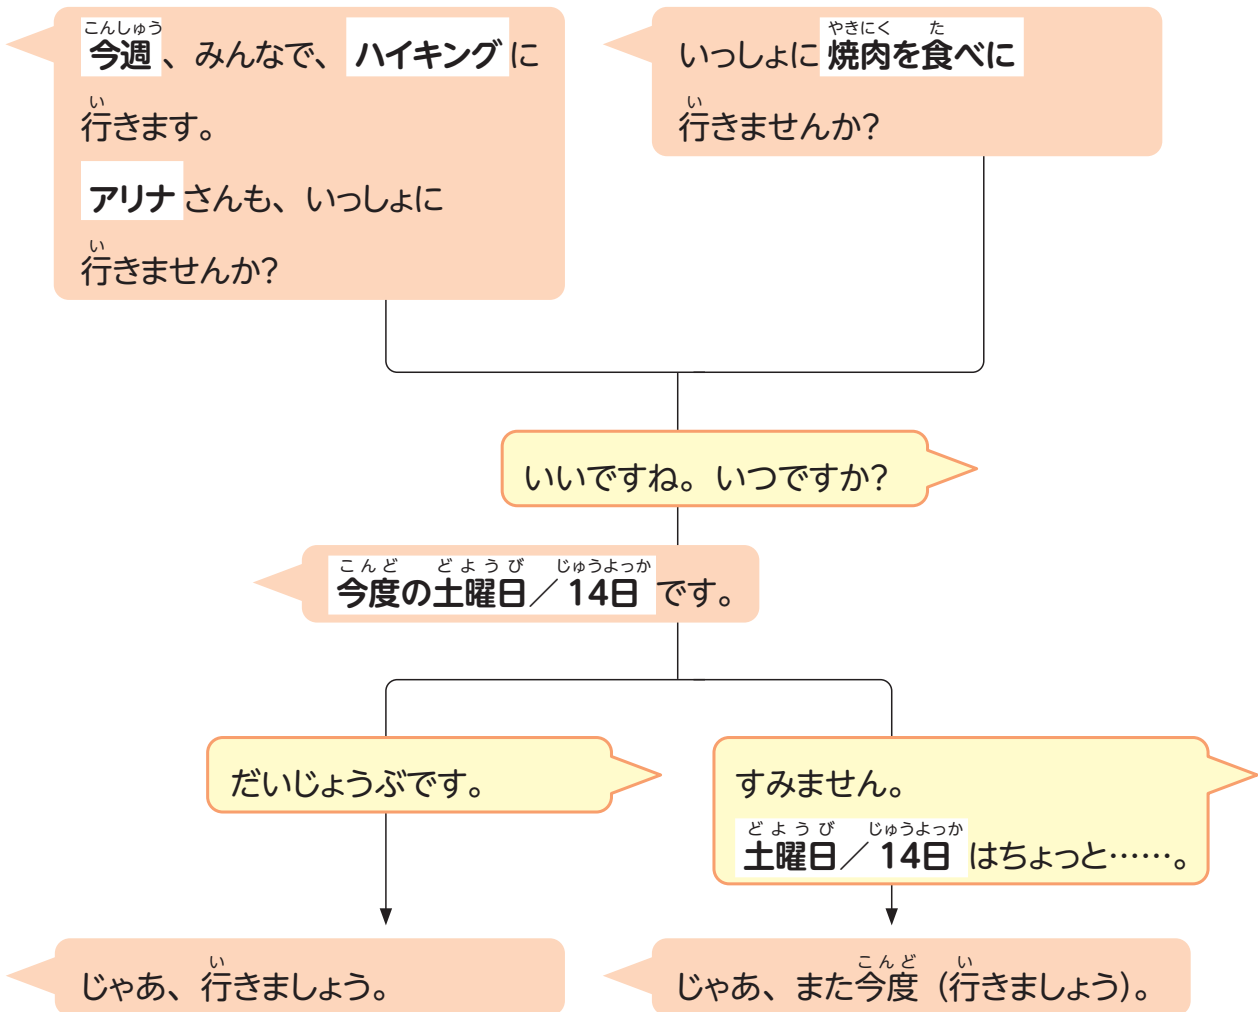 こんしゅう
今週、みんなで、ハイキングに
い
行きます。
アリナさんも、いっしょに
い
行きませんか?
やきにく た
いっしょに焼肉を食べに
い
行きませんか?
いいですね。いつですか?
こんど どようび じゅうよっか
今度の土曜日／14日です。
だいじょうぶです。
すみません。
どようび じゅうよっか
土曜日／14日はちょっと……。
い
じゃあ、行きましょう。
こんど い
じゃあ、また今度（行きましょう）。